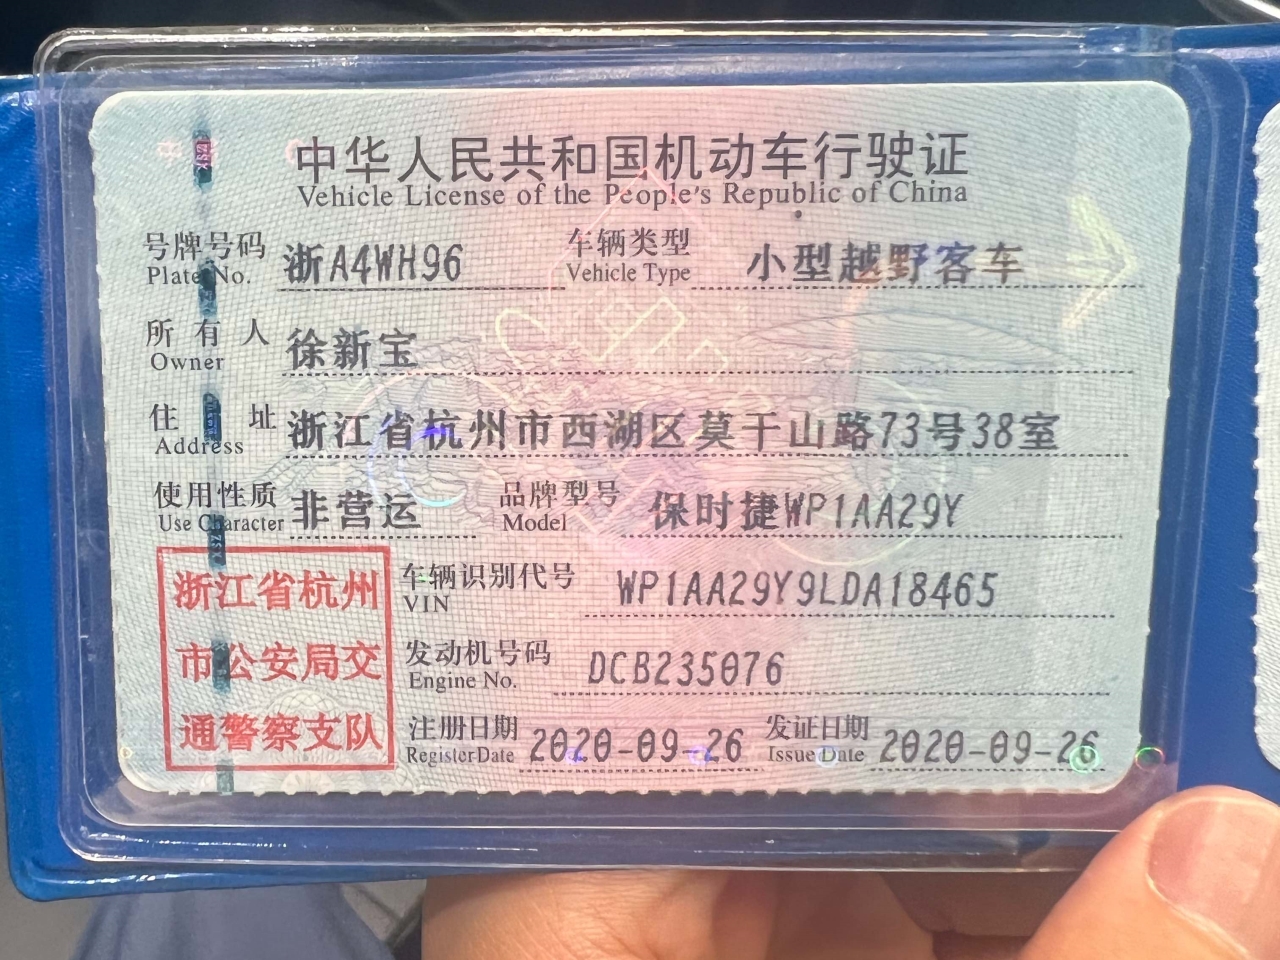 中华人民共和国机动车行驶证
Vehicle License of the People's Republic of China
号牌号码 浙A4WH96 车辆类型 小型越野客车
Plate No. Vehicle Type
所有人 徐新宝
Owner
住址 浙江省杭州市西湖区莫干山路73号38室
Address
使用性质 非营运 品牌型号 保时捷WP1AA29Y
Use Character Model
浙江省杭州
市公安局交
通警察支队
车辆识别代号 WP1AA29Y9LDA18465
VIN
发动机号码 DCB235076
Engine No.
注册日期 2020-09-26 发证日期 2020-09-26
Register Date Issue Date